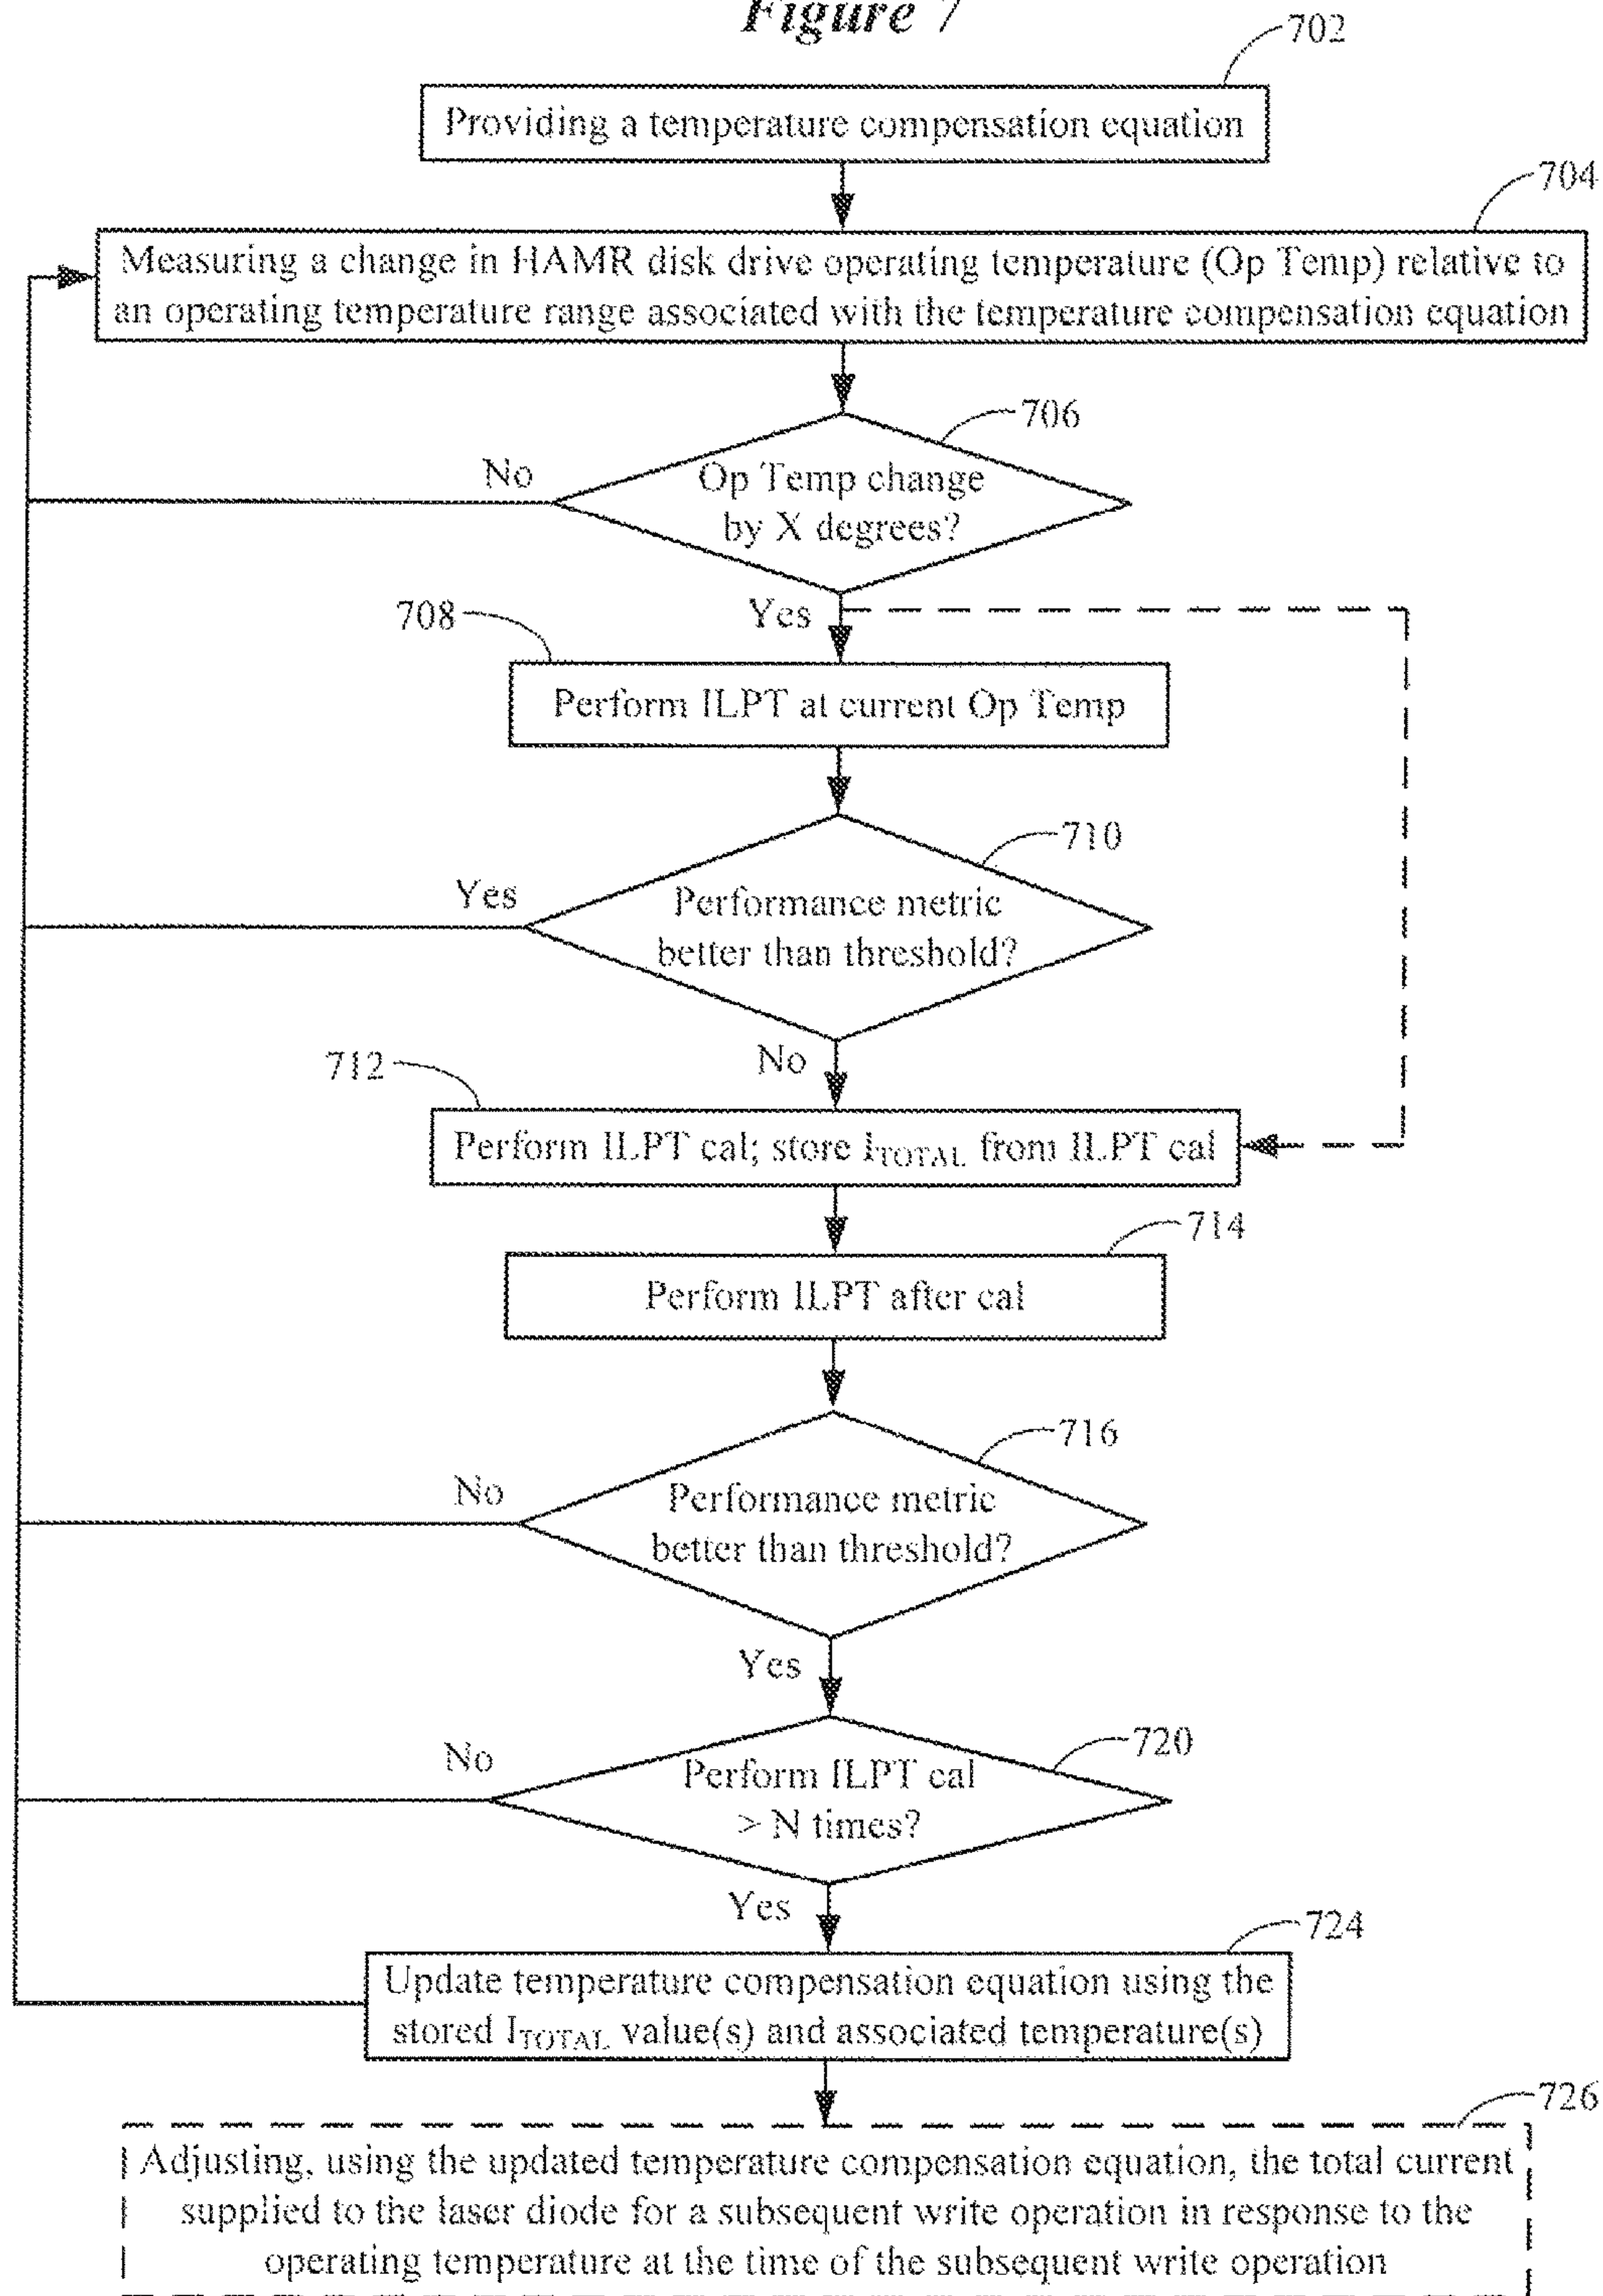 Figure 7
702
Providing a temperature compensation equation
704
Measuring a change in HAMR disk drive operating temperature (Op Temp) relative to
an operating temperature range associated with the temperature compensation equation
706
No
Op Temp change
by X degrees?
Yes
708
Perform ILPT at current Op Temp
710
Yes
Performance metric
better than threshold?
No
712
Perform ILPT cal; store ITOTAL from ILPT cal
714
Perform ILPT after cal
716
No
Performance metric
better than threshold?
Yes
720
No
Perform ILPT cal
> N times?
Yes
724
Update temperature compensation equation using the
stored ITOTAL value(s) and associated temperature(s)
726
Adjusting, using the updated temperature compensation equation, the total current
supplied to the laser diode for a subsequent write operation in response to the
operating temperature at the time of the subsequent write operation